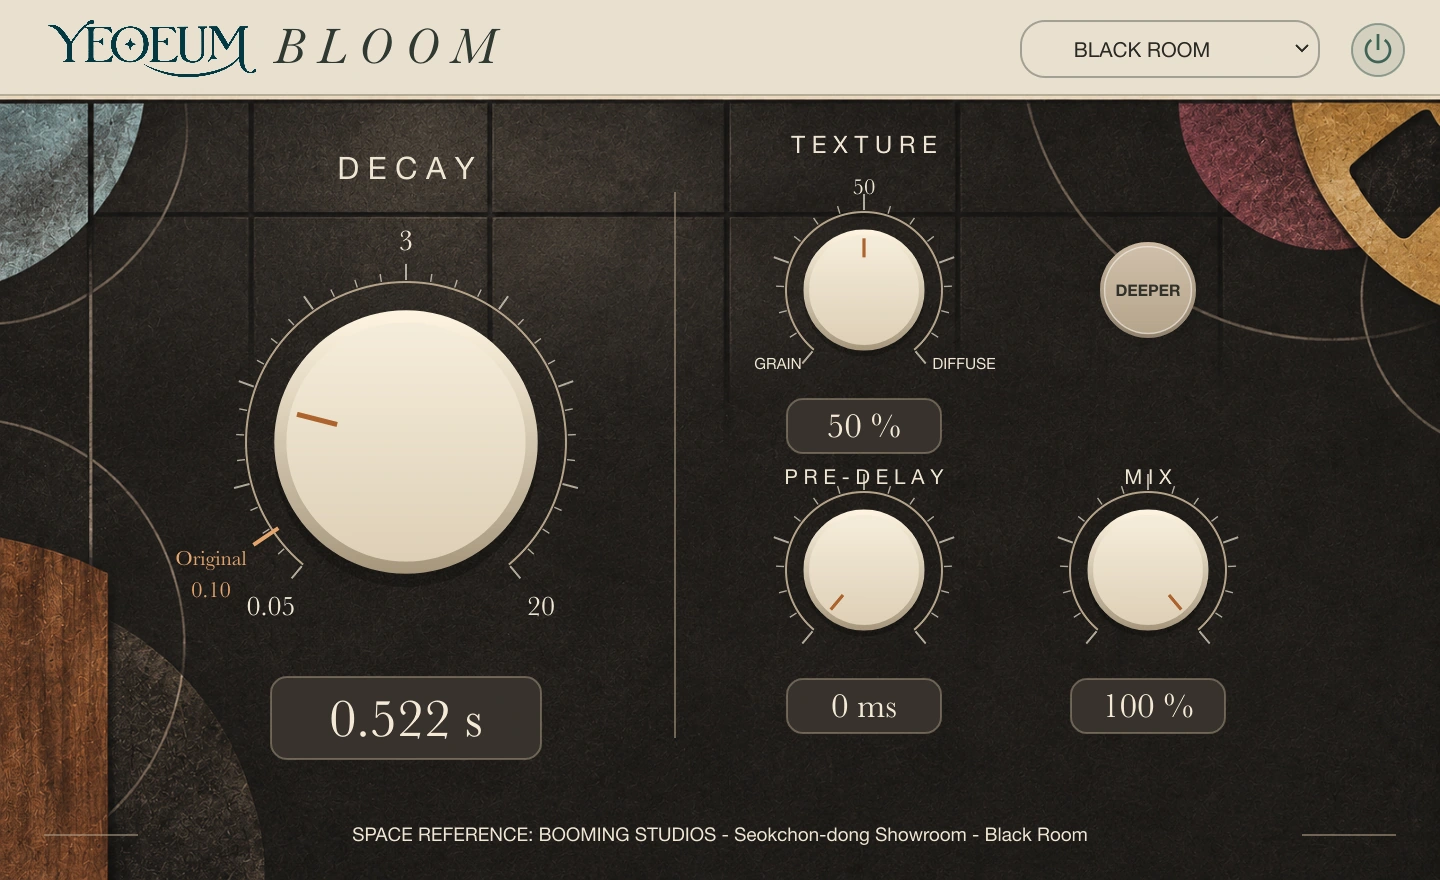 YEOEUM BLOOM
BLACK ROOM
DECAY
3
Original
0.10
0.05
20
0.522 s
TEXTURE
50
GRAIN
DIFFUSE
50 %
DEEPER
PRE-DELAY
0 ms
MIX
100 %
SPACE REFERENCE: BOOMING STUDIOS - Seokchon-dong Showroom - Black Room